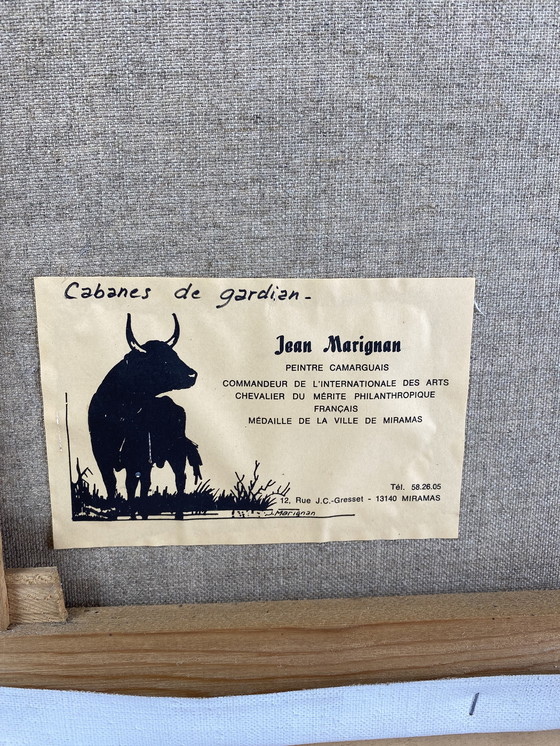 Cabanes de gardian-
Jean Marignan
PEINTRE CAMARGUAIS
COMMANDEUR DE L'INTERNATIONALE DES ARTS
CHEVALIER DU MÉRITE PHILANTHROPIQUE
FRANÇAIS
MÉDAILLE DE LA VILLE DE MIRAMAS
Tél. 58.26.05
12, Rue J.C.-Gresset - 13140 MIRAMAS
J.Marignan